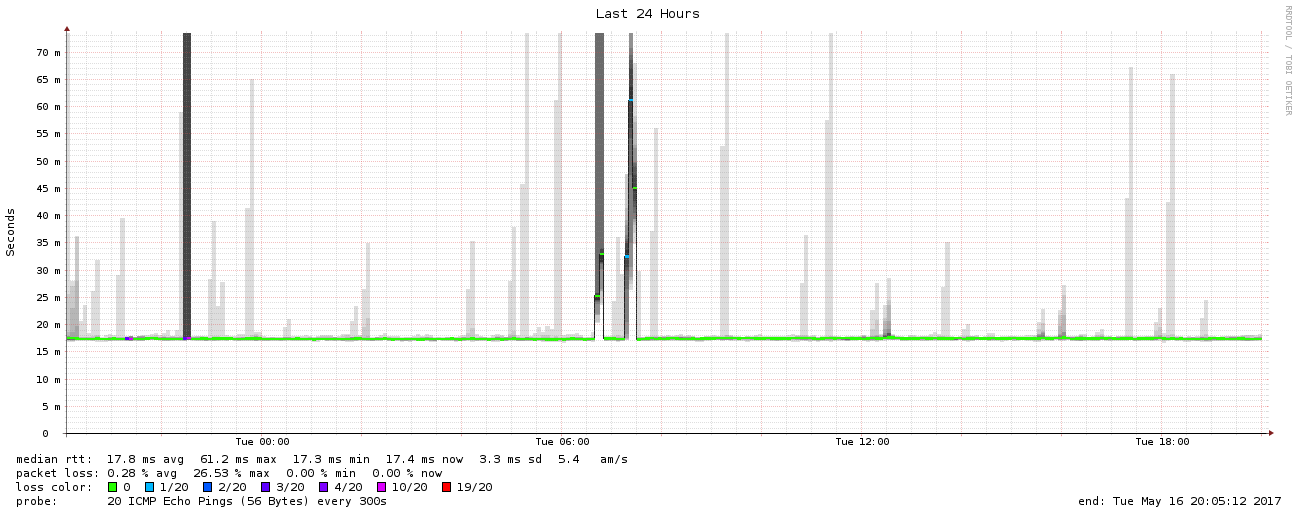 Last 24 Hours
RRDTOOL / TOBI OETIKER
Seconds
70 m
65 m
60 m
55 m
50 m
45 m
40 m
35 m
30 m
25 m
20 m
15 m
10 m
5 m
0
Tue 00:00 Tue 06:00 Tue 12:00 Tue 18:00
median rtt: 17.8 ms avg 61.2 ms max 17.3 ms min 17.4 ms now 3.3 ms sd 5.4 am/s
packet loss: 0.28 % avg 26.53 % max 0.00 % min 0.00 % now
loss color: 0 1/20 2/20 3/20 4/20 10/20 19/20
probe: 20 ICMP Echo Pings (56 Bytes) every 300s end: Tue May 16 20:05:12 2017